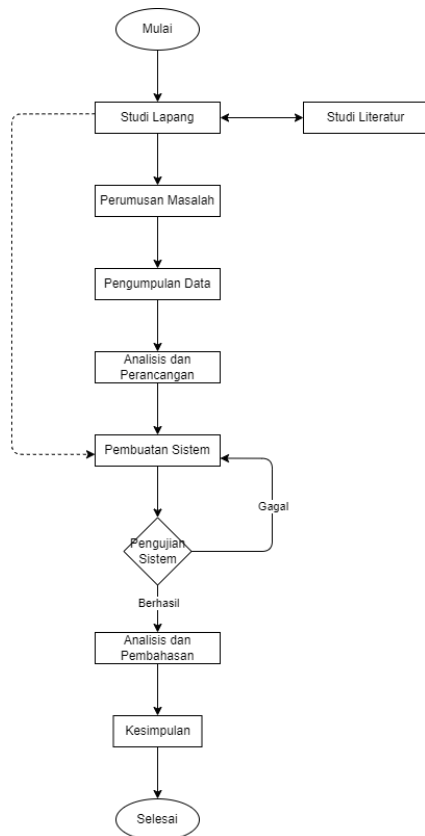 Mulai
Studi Lapang
Studi Literatur
Perumusan Masalah
Pengumpulan Data
Analisis dan
Perancangan
Pembuatan Sistem
Gagal
Pengujian
Sistem
Berhasil
Analisis dan
Pembahasan
Kesimpulan
Selesai